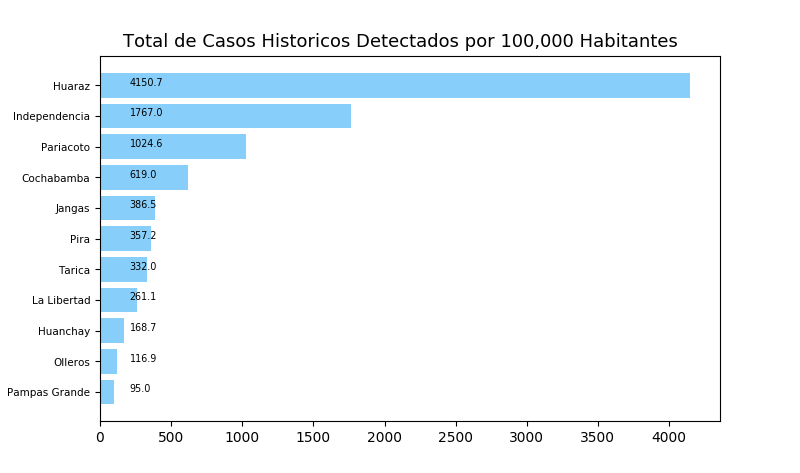 Total de Casos Historicos Detectados por 100,000 Habitantes
Huaraz 4150.7
Independencia 1767.0
Pariacoto 1024.6
Cochabamba 619.0
Jangas 386.5
Pira 357.2
Tarica 332.0
La Libertad 261.1
Huanchay 168.7
Olleros 116.9
Pampas Grande 95.0
0 500 1000 1500 2000 2500 3000 3500 4000